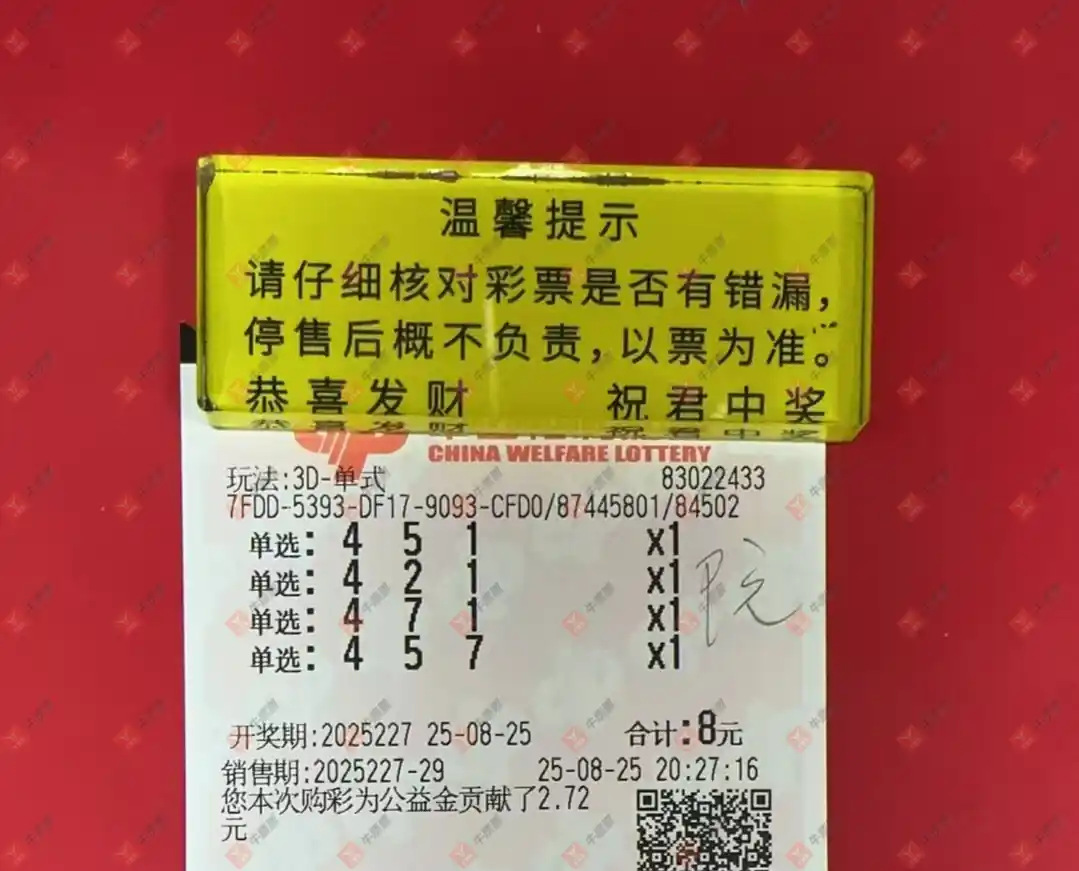 温馨提示
请仔细核对彩票是否有错漏，
停售后概不负责，以票为准。
恭喜发财 祝君中奖
CHINA WELFARE LOTTERY
玩法:3D-单式 83022433
7FDD-5393-DF17-9093-CFD0/87445801/84502
单选: 4 5 1 x1
单选: 4 2 1 x1
单选: 4 7 1 x1
单选: 4 5 7 x1
开奖期:2025227 25-08-25 合计:8元
销售期:2025227-29 25-08-25 20:27:16
您本次购彩为公益金贡献了2.72
元